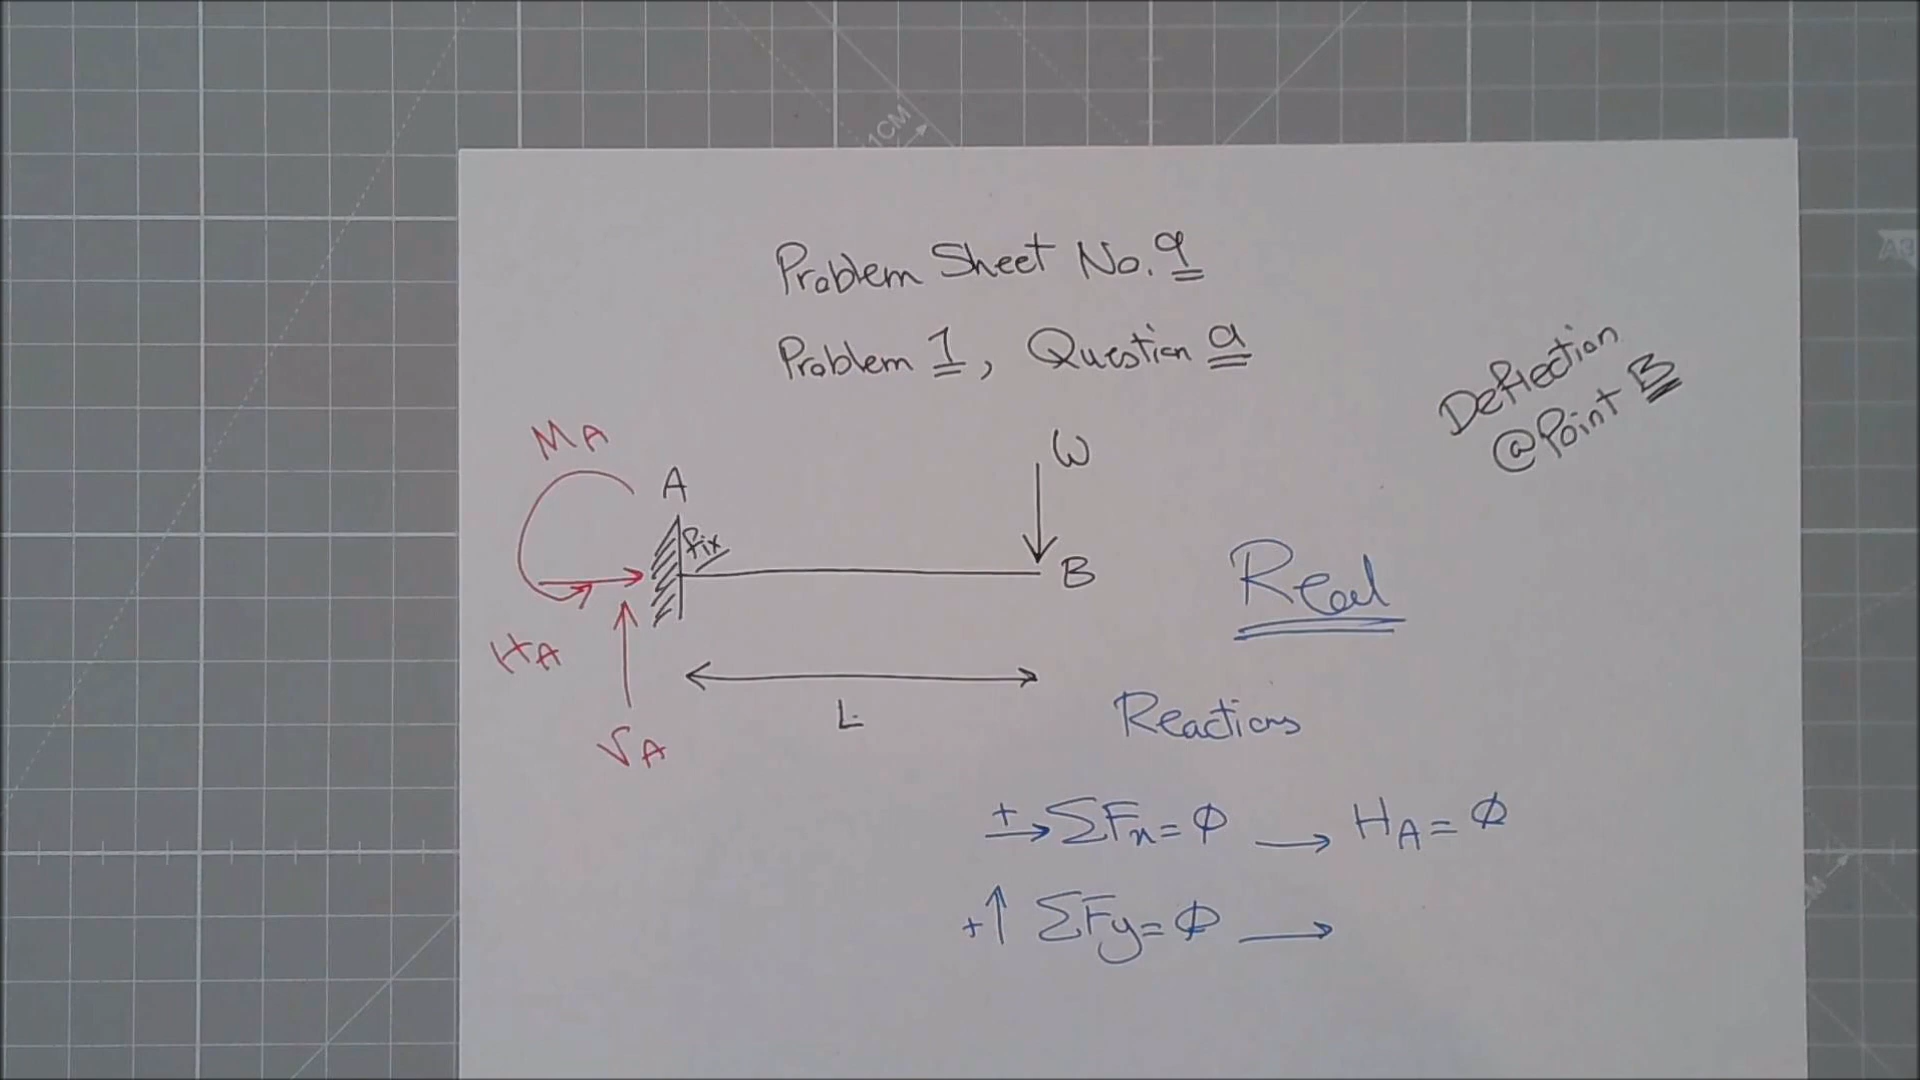 1CM
A3
Problem Sheet No. 9
Problem 1, Question a
Deflection
@Point B
MA
A
W
fix
B
Real
HA
L
VA
Reactions
+→ ΣFx = ϕ → HA = ϕ
+↑ ΣFy = ϕ →